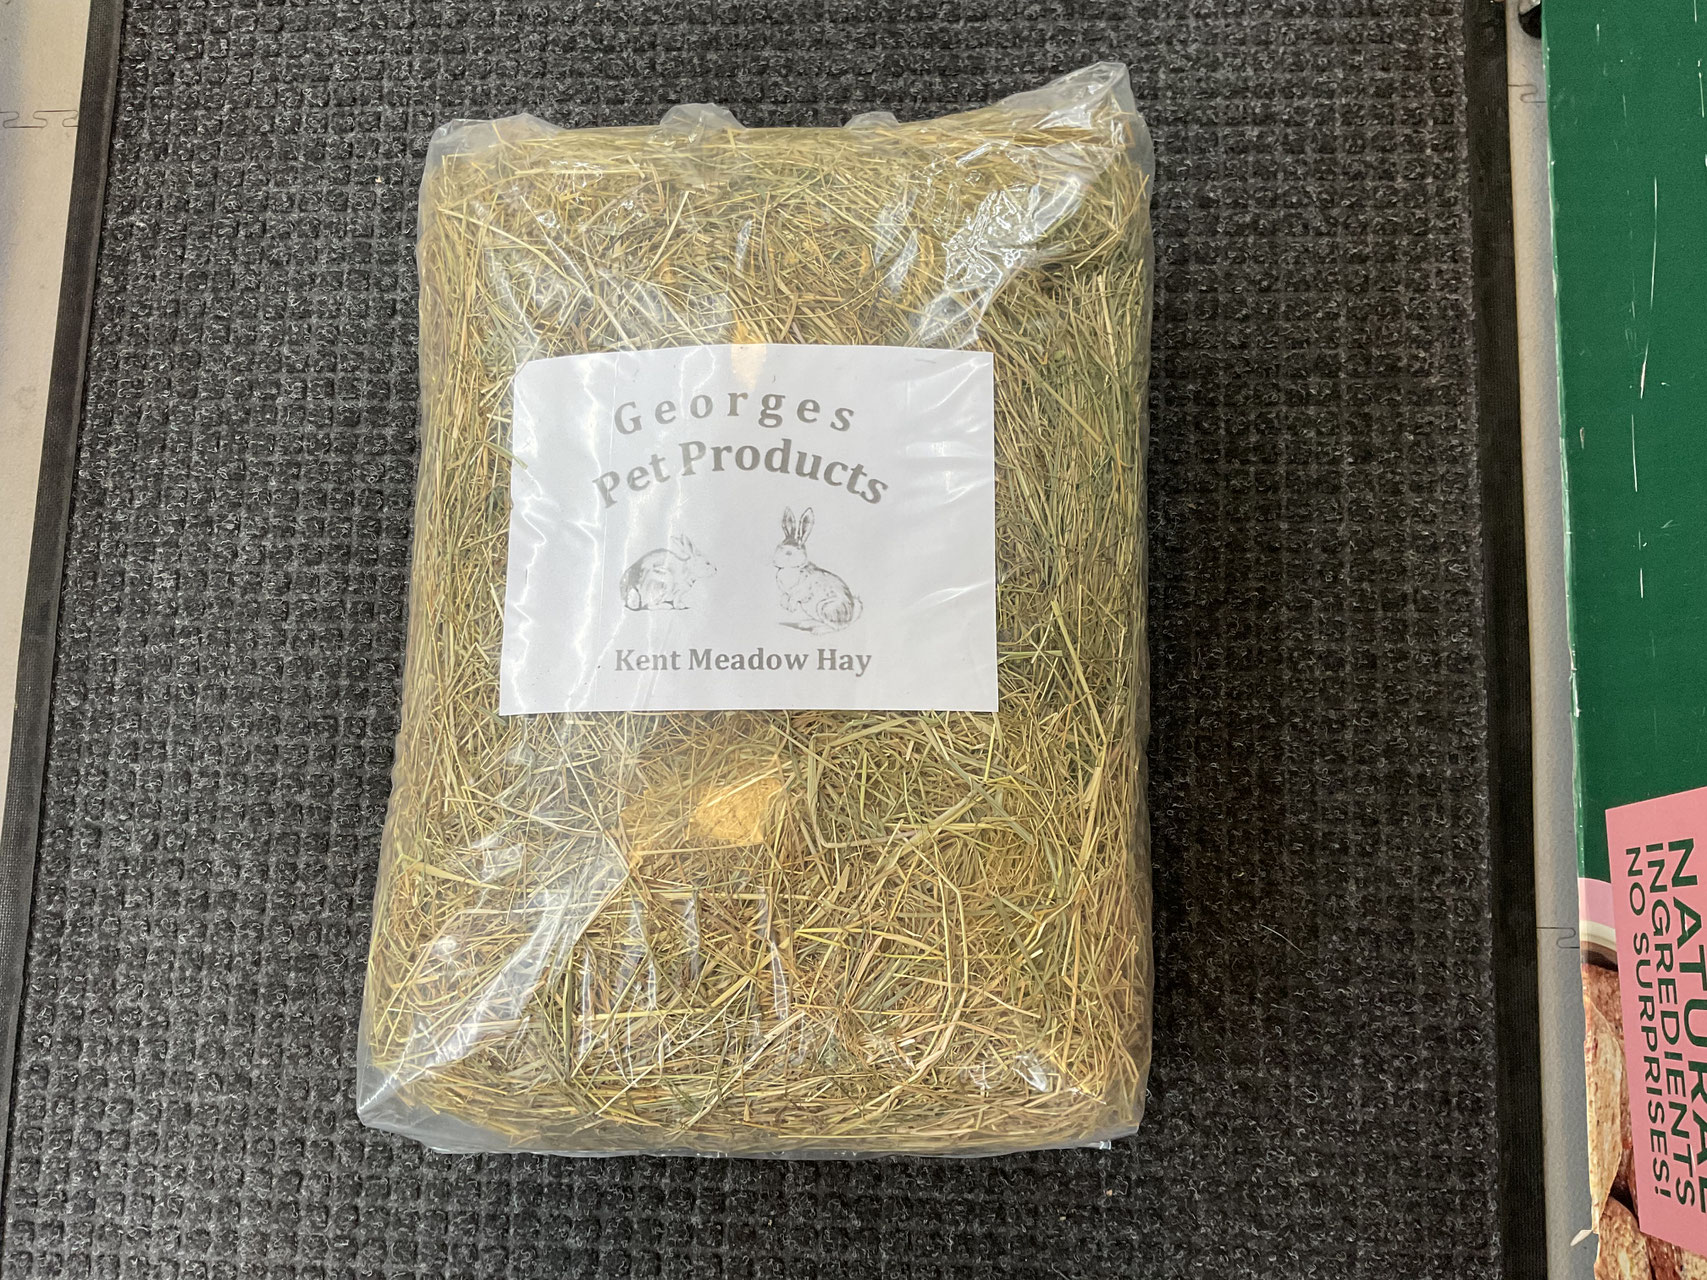 Georges
Pet Products
Kent Meadow Hay
NATURAL
INGREDIENTS
NO SURPRISES!